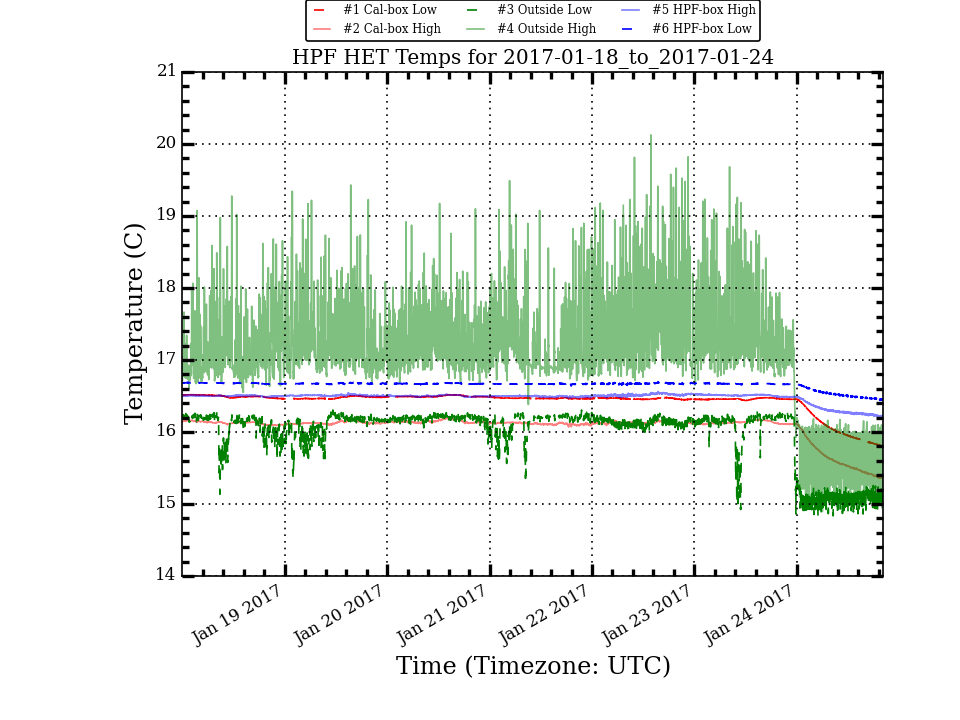 #1 Cal-box Low #3 Outside Low #5 HPF-box High
#2 Cal-box High #4 Outside High #6 HPF-box Low
HPF HET Temps for 2017-01-18_to_2017-01-24
21
20
19
18
17
16
15
14
Temperature (C)
Jan 19 2017
Jan 20 2017
Jan 21 2017
Jan 22 2017
Jan 23 2017
Jan 24 2017
Time (Timezone: UTC)